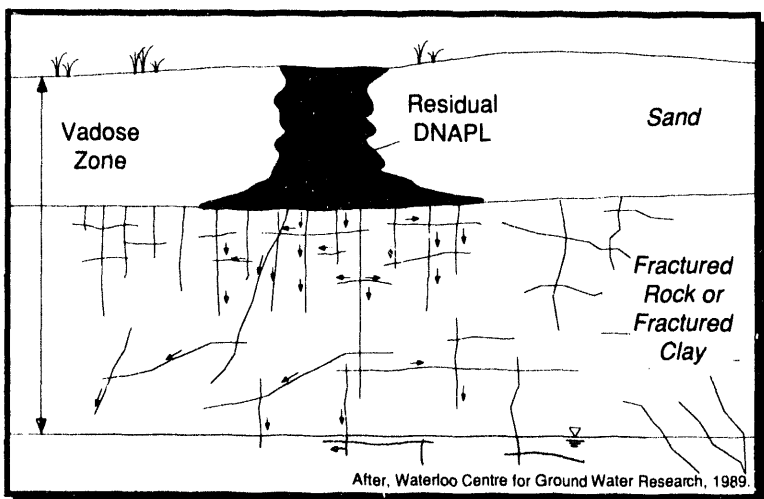 Vadose
Zone
Residual
DNAPL
Sand
Fractured
Rock or
Fractured
Clay
After, Waterloo Centre for Ground Water Research, 1989.